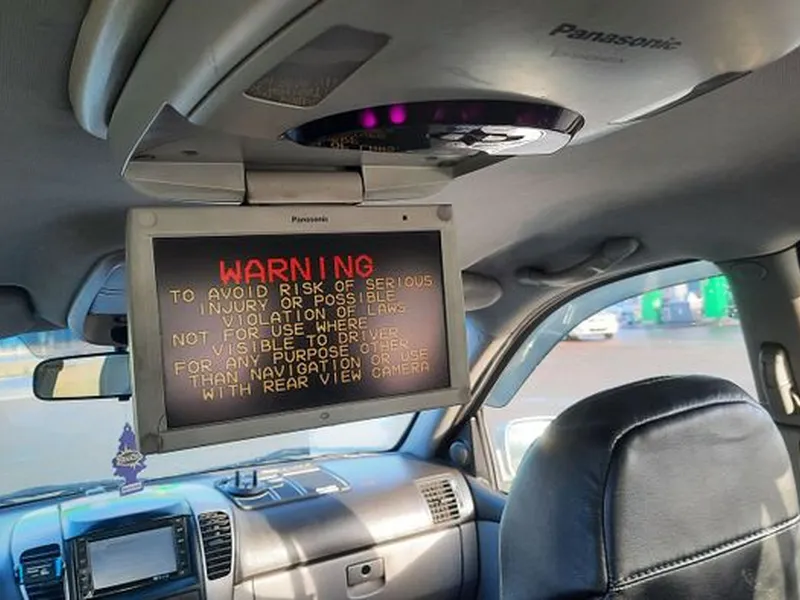 Panasonic
Panasonic
WARNING
TO AVOID RISK OF SERIOUS
INJURY OR POSSIBLE
VIOLATION OF LAWS
NOT FOR USE WHERE
VISIBLE TO DRIVER
FOR ANY PURPOSE OTHER
THAN NAVIGATION OR USE
WITH REAR VIEW CAMERA